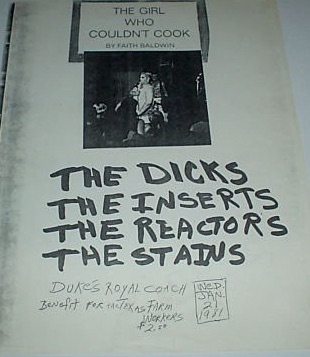 THE GIRL
WHO
COULDN'T COOK
BY FAITH BALDWIN
THE DICKS
THE INSERTS
THE REACTORS
THE STAINS
DUKE'S ROYAL COACH
BENEFIT FOR THE TEXAS FARM
WORKERS
$2.00
WED.
JAN.
21
1981